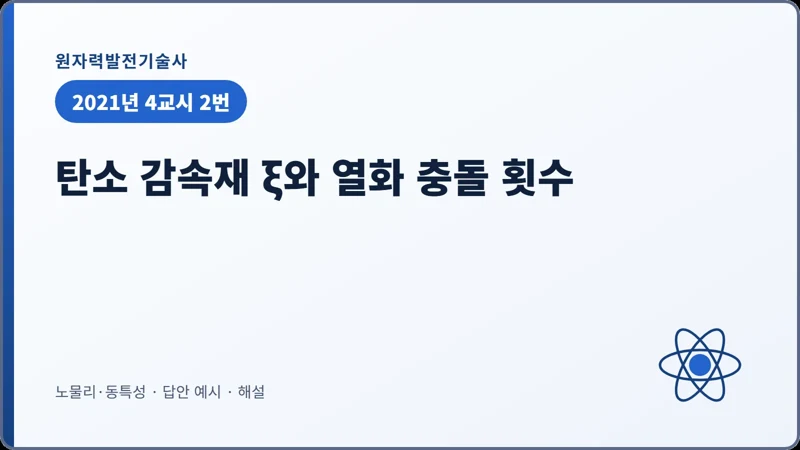 원자력발전기술사
2021년 4교시 2번
탄소 감속재 ξ와 열화 충돌 횟수
노물리·동특성 · 답안 예시 · 해설